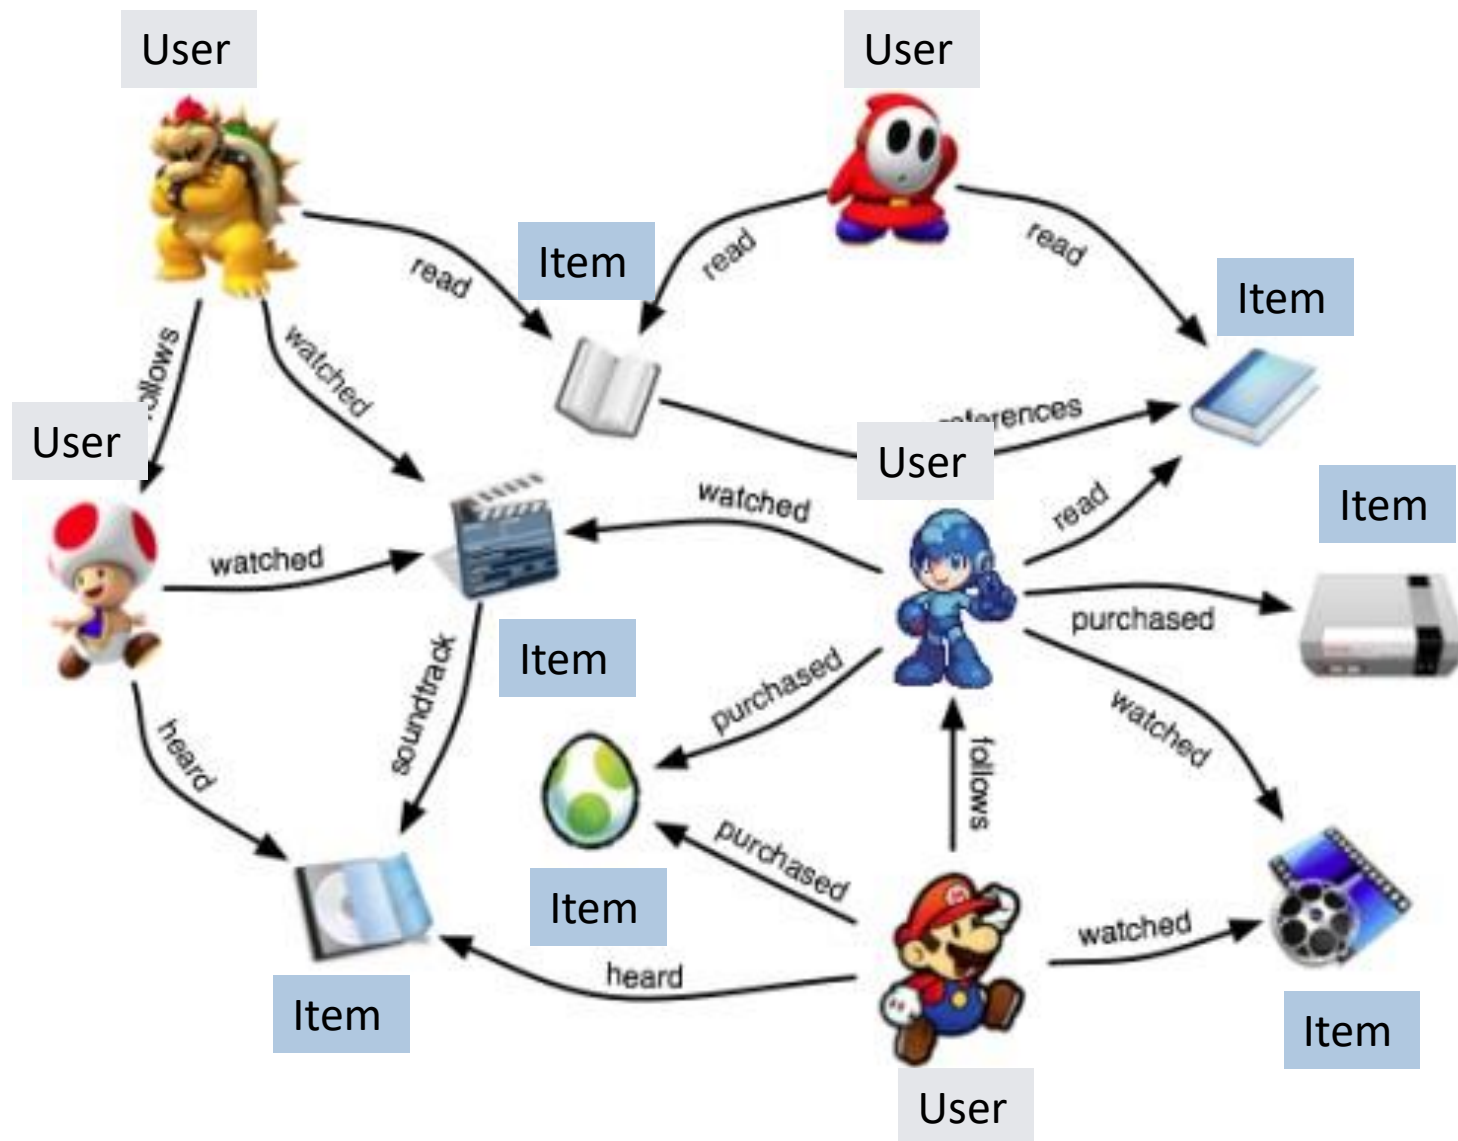 User
User
read
read
read
Item
Item
follows
watched
User
references
User
watched
read
Item
watched
purchased
Item
soundtrack
purchased
watched
heard
follows
purchased
Item
watched
heard
Item
Item
User